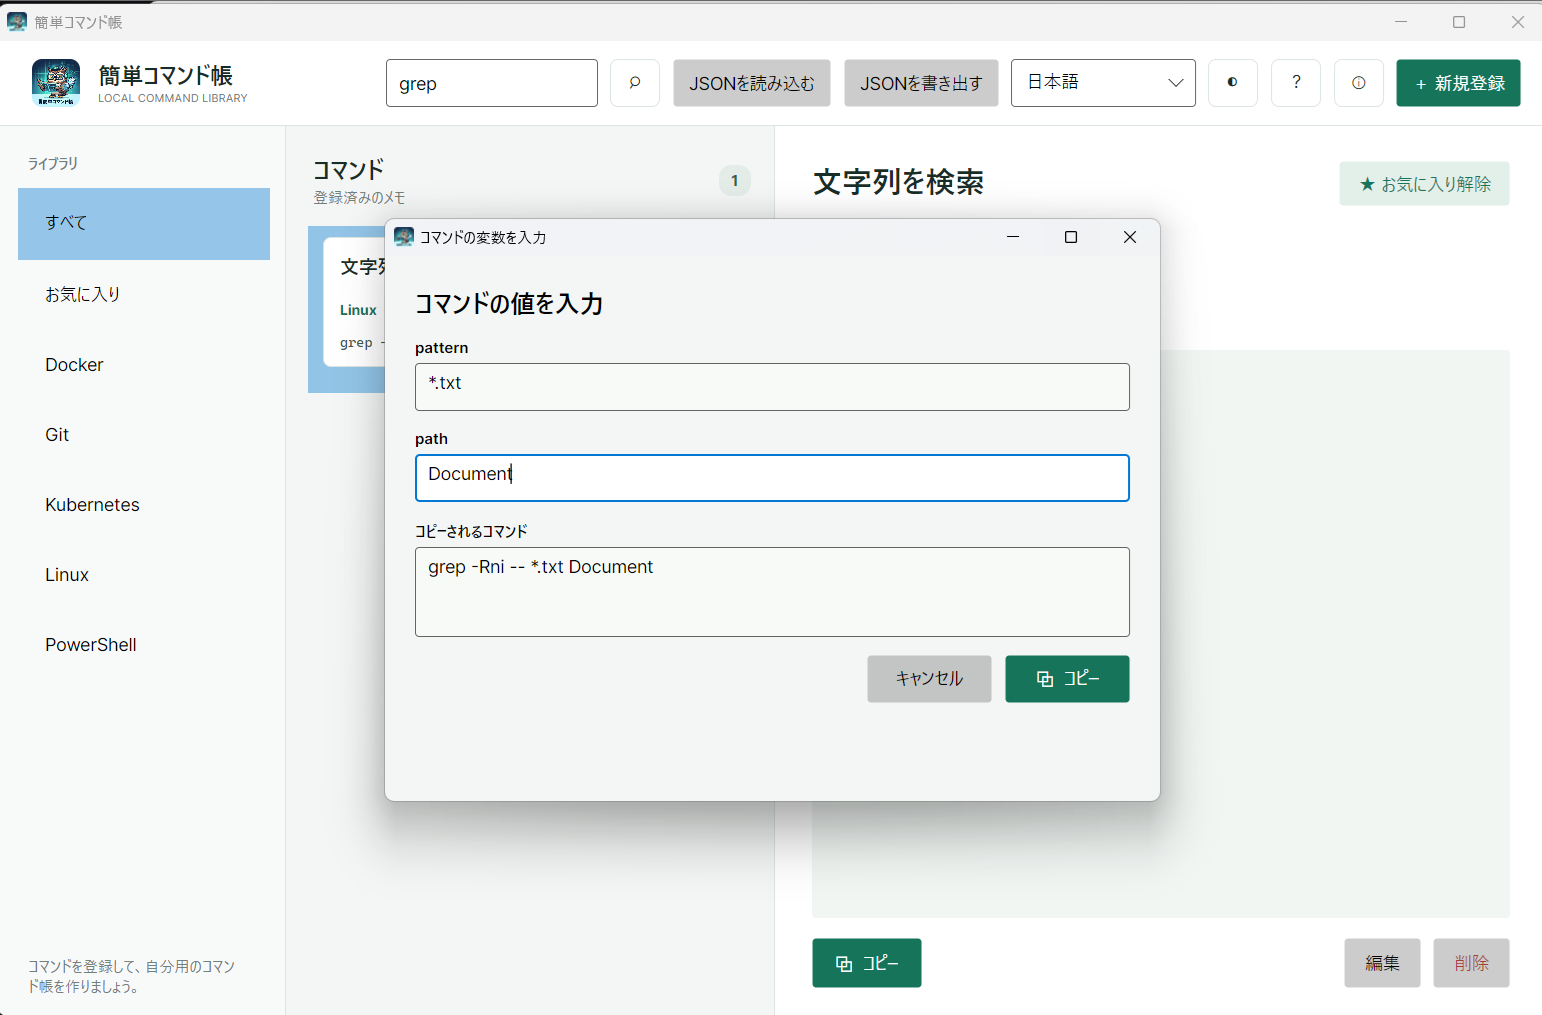 簡単コマンド帳
簡単コマンド帳
LOCAL COMMAND LIBRARY
grep
JSONを読み込む
JSONを書き出す
日本語
?
+ 新規登録
ライブラリ
すべて
お気に入り
Docker
Git
Kubernetes
Linux
PowerShell
コマンドを登録して、自分用のコマン
ド帳を作りましょう。
コマンド
登録済みのメモ
1
文字列
Linux
grep -
文字列を検索
★ お気に入り解除
コマンドの変数を入力
コマンドの値を入力
pattern
*.txt
path
Document
コピーされるコマンド
grep -Rni -- *.txt Document
キャンセル
コピー
コピー
編集
削除